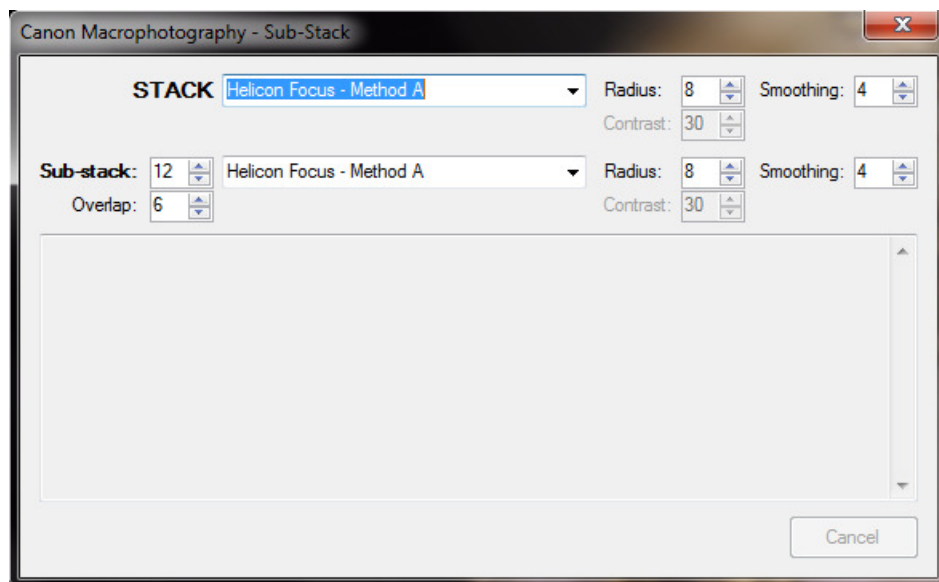 Canon Macrophotography - Sub-Stack
STACK Helicon Focus - Method A Radius: 8 Smoothing: 4
Contrast: 30
Sub-stack: 12 Helicon Focus - Method A Radius: 8 Smoothing: 4
Overlap: 6 Contrast: 30
Cancel